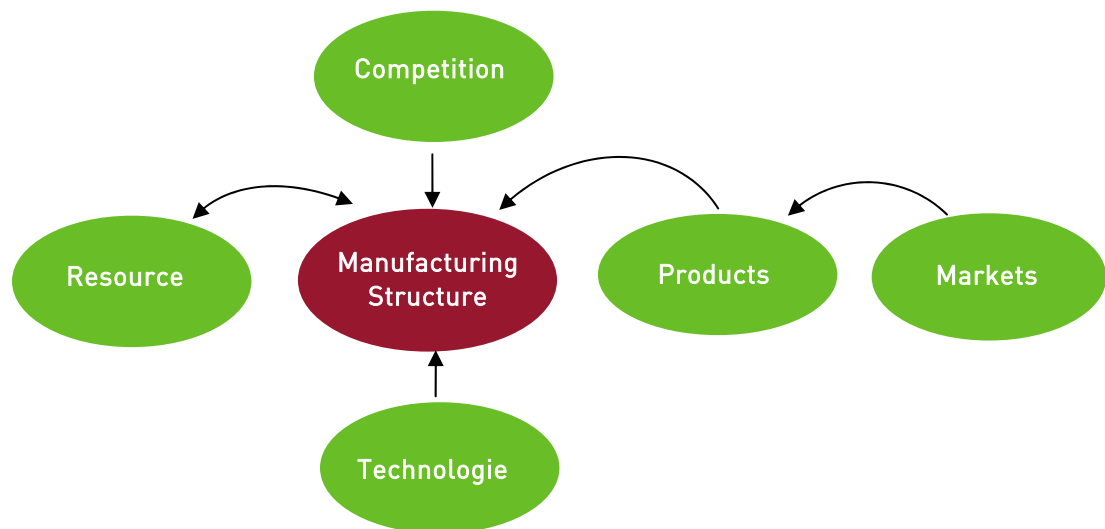 Competition
Resource
Manufacturing
Structure
Products
Markets
Technologie